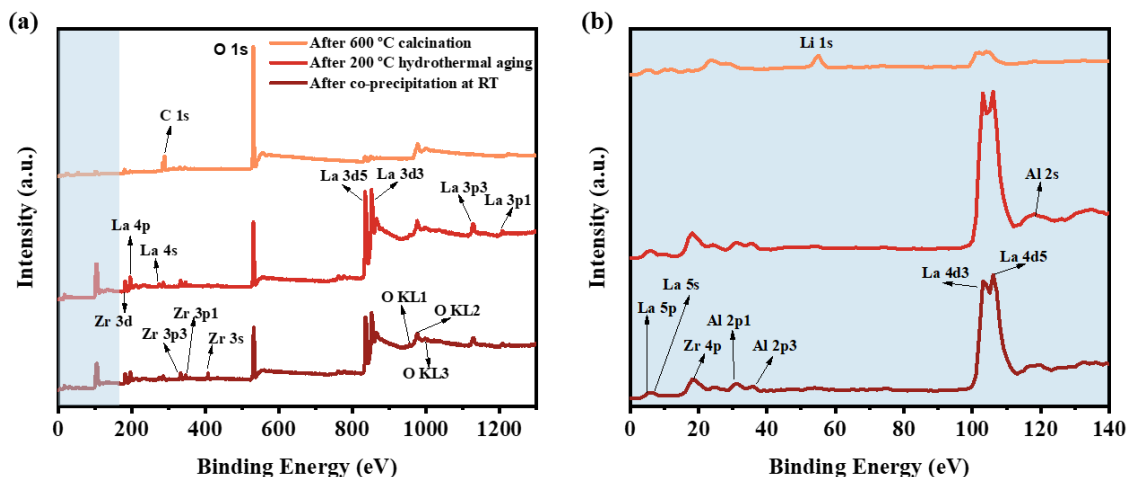 (a)
O 1s
After 600 °C calcination
After 200 °C hydrothermal aging
After co-precipitation at RT
C 1s
La 3d5
La 3d3
La 3p3
La 3p1
La 4p
La 4s
Zr 3d
Zr 3p3
Zr 3p1
Zr 3s
O KL1
O KL2
O KL3
Intensity (a.u.)
0 200 400 600 800 1000 1200
Binding Energy (eV)
(b)
Li 1s
Al 2s
La 4d3
La 4d5
La 5p
La 5s
Zr 4p
Al 2p1
Al 2p3
Intensity (a.u.)
0 20 40 60 80 100 120 140
Binding Energy (eV)